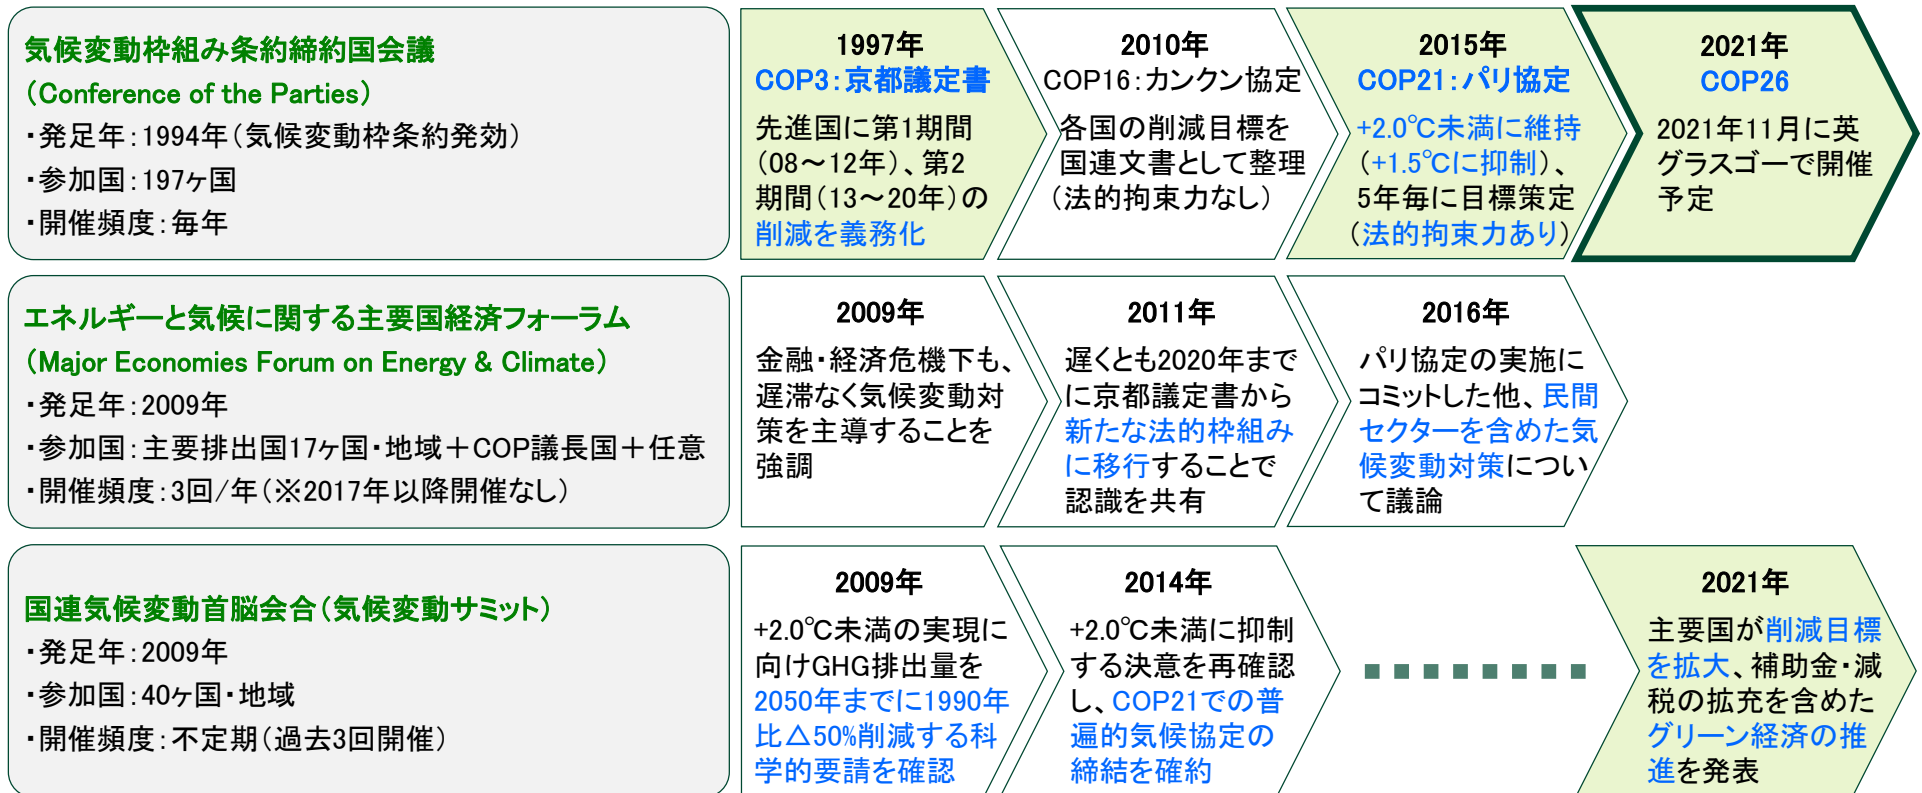 気候変動枠組み条約締約国会議
（Conference of the Parties）
・発足年：1994年（気候変動枠条約発効）
・参加国：197ヶ国
・開催頻度：毎年
1997年
COP3：京都議定書
先進国に第1期間
（08～12年）、第2
期間（13～20年）の
削減を義務化
2010年
COP16：カンクン協定
各国の削減目標を
国連文書として整理
（法的拘束力なし）
2015年
COP21：パリ協定
+2.0℃未満に維持
（+1.5℃に抑制）、
5年毎に目標策定
（法的拘束力あり）
2021年
COP26
2021年11月に英
グラスゴーで開催
予定
エネルギーと気候に関する主要国経済フォーラム
（Major Economies Forum on Energy & Climate）
・発足年：2009年
・参加国：主要排出国17ヶ国・地域＋COP議長国＋任意
・開催頻度：3回/年（※2017年以降開催なし）
2009年
金融・経済危機下も、
遅滞なく気候変動対
策を主導することを
強調
2011年
遅くとも2020年まで
に京都議定書から
新たな法的枠組み
に移行することで
認識を共有
2016年
パリ協定の実施に
コミットした他、民間
セクターを含めた気
候変動対策につい
て議論
国連気候変動首脳会合（気候変動サミット）
・発足年：2009年
・参加国：40ヶ国・地域
・開催頻度：不定期（過去3回開催）
2009年
+2.0℃未満の実現に
向けGHG排出量を
2050年までに1990年
比△50%削減する科
学的要請を確認
2014年
+2.0℃未満に抑制
する決意を再確認
し、COP21での普
遍的気候協定の
締結を確約
2021年
主要国が削減目標
を拡大、補助金・減
税の拡充を含めた
グリーン経済の推
進を発表